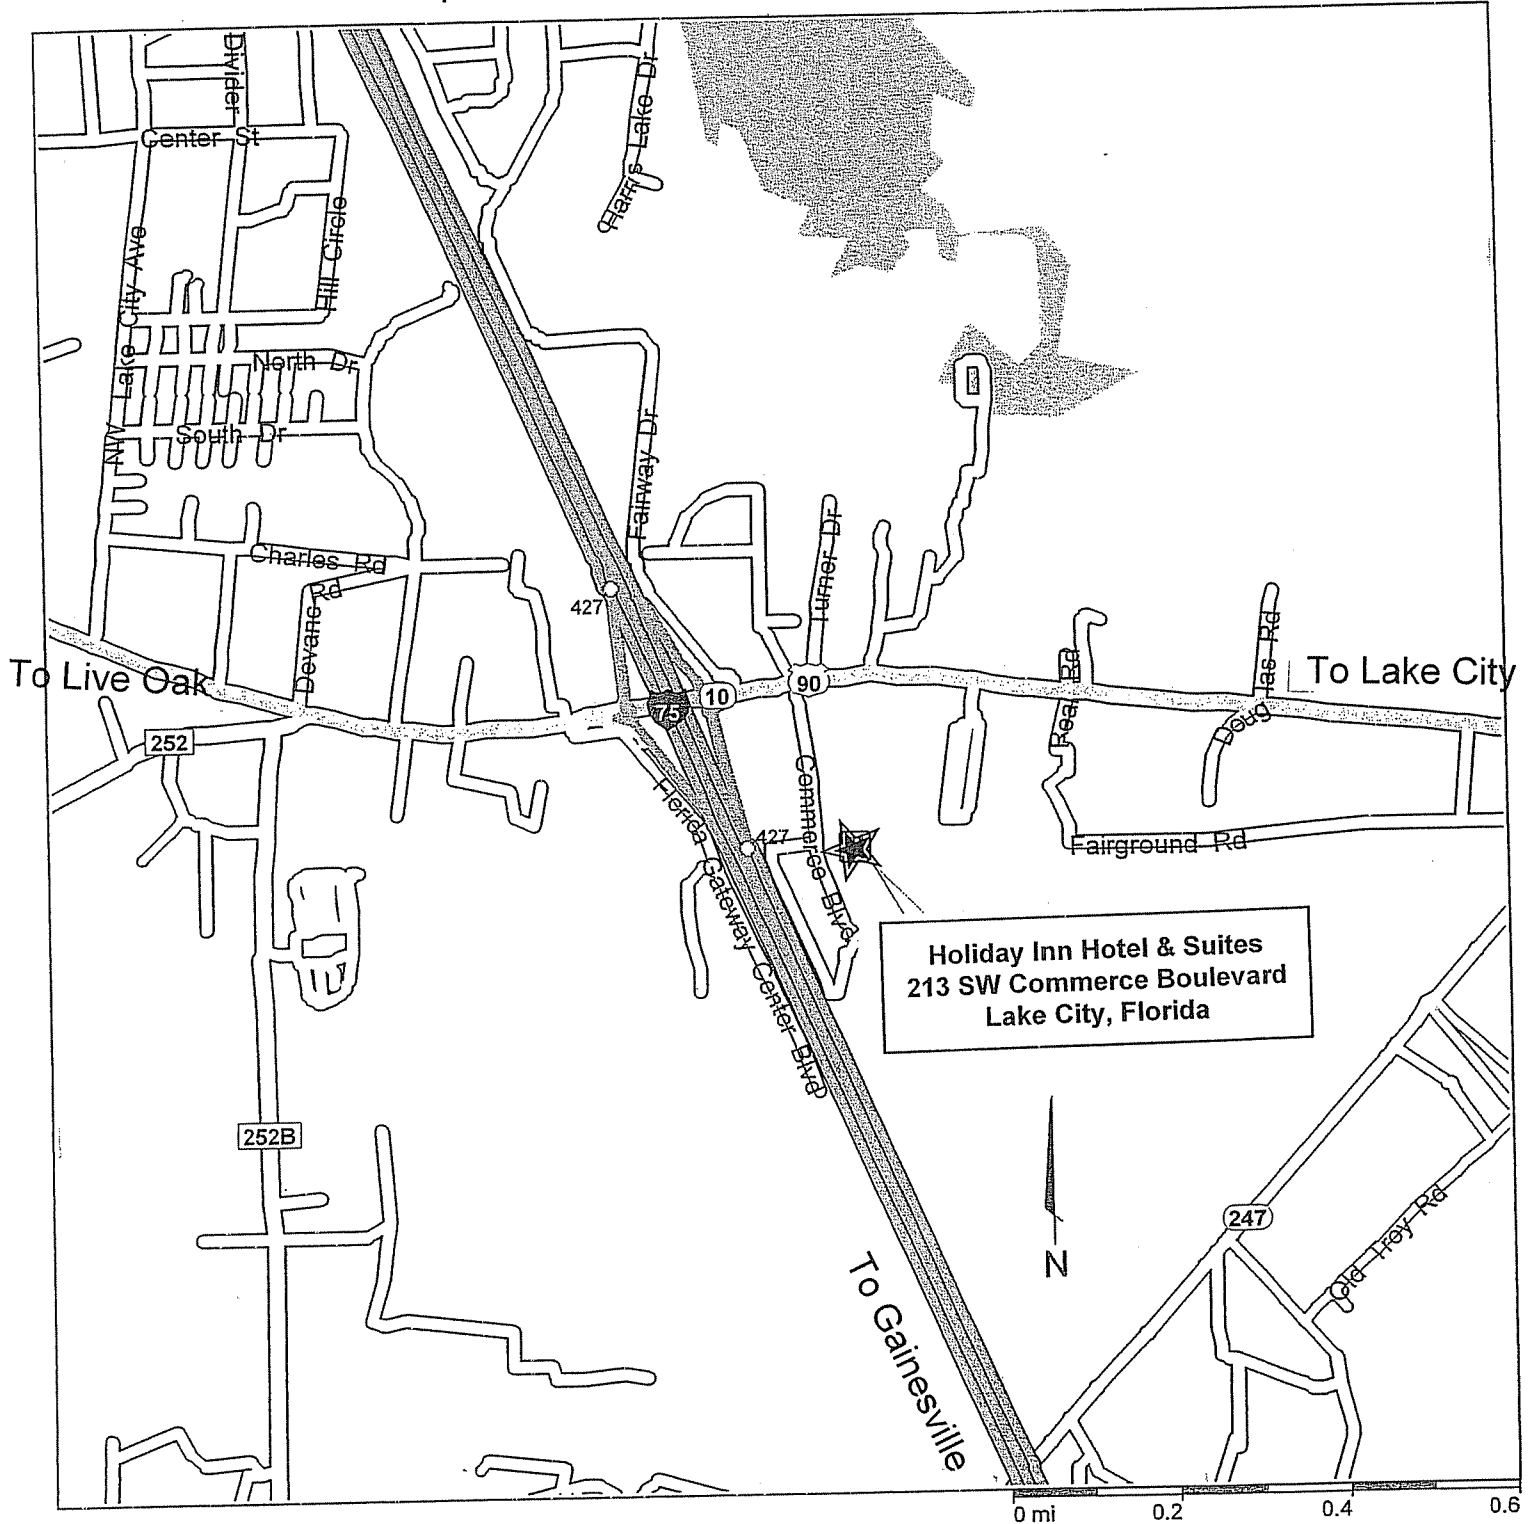 Divider
Center St
Harris Lake Dr
NW Lake City Ave
Hill Circle
North Dr
South Dr
Fairway Dr
Charles Rd
Rd
Devane
Turner Dr
427
To Live Oak
252
75
10
90
Real Rd
Douglas Rd
To Lake City
Florida Gateway Center Blvd
427
Commerce Blvd
Fairground Rd
Holiday Inn Hotel & Suites
213 SW Commerce Boulevard
Lake City, Florida
252B
N
247
Old Troy Rd
To Gainesville
0 mi 0.2 0.4 0.6